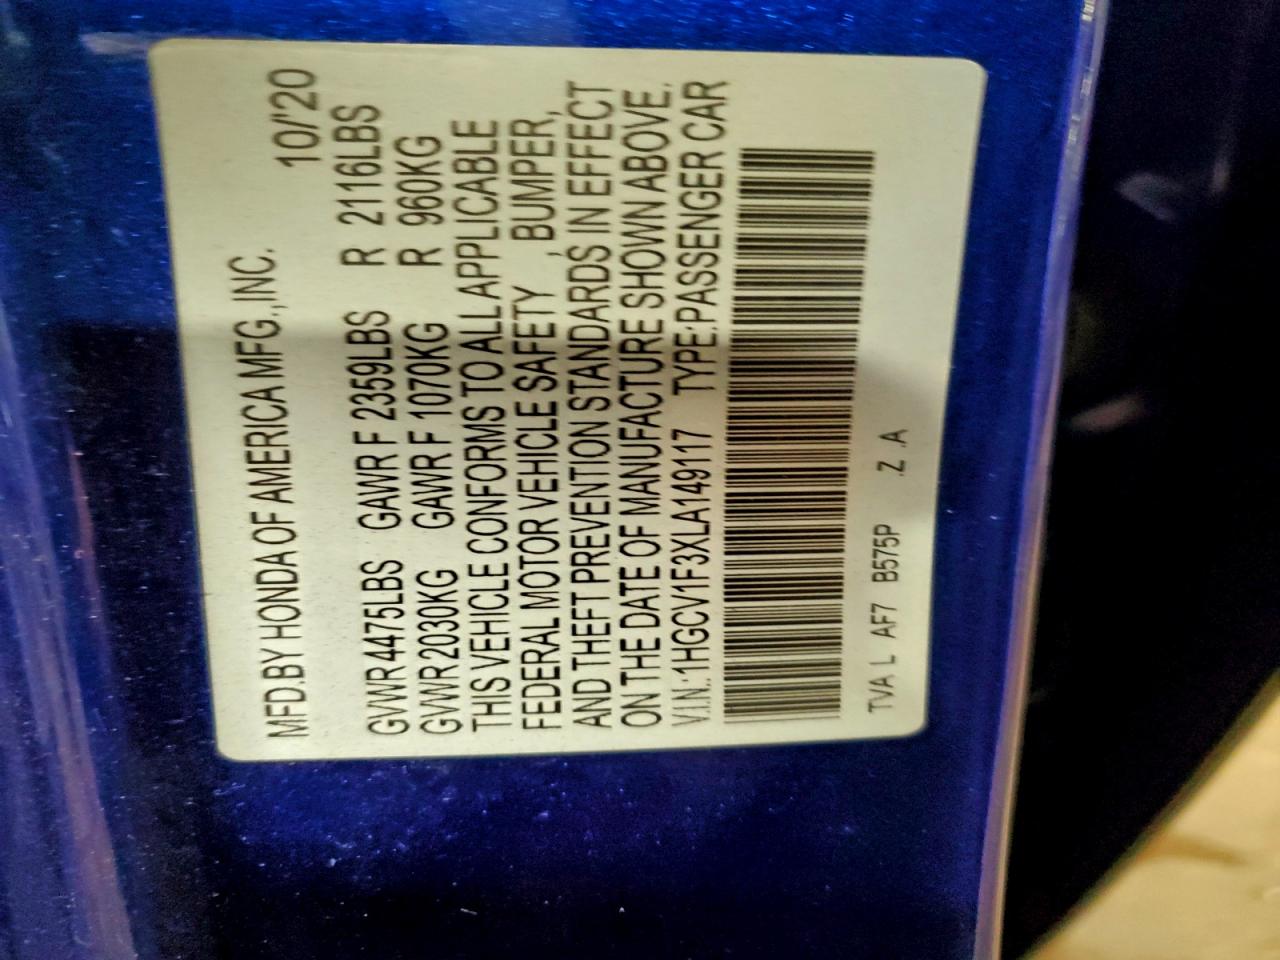 MFD.BY HONDA OF AMERICA MFG.,INC. 10/'20
GVWR 4475LBS GAWR F 2359LBS R 2116LBS
GVWR 2030KG GAWR F 1070KG R 960KG
THIS VEHICLE CONFORMS TO ALL APPLICABLE
FEDERAL MOTOR VEHICLE SAFETY , BUMPER,
AND THEFT PREVENTION STANDARDS IN EFFECT
ON THE DATE OF MANUFACTURE SHOWN ABOVE.
V.I.N.:1HGCV1F3XLA149117 TYPE:PASSENGER CAR
TVA L AF7 B575P .Z .A